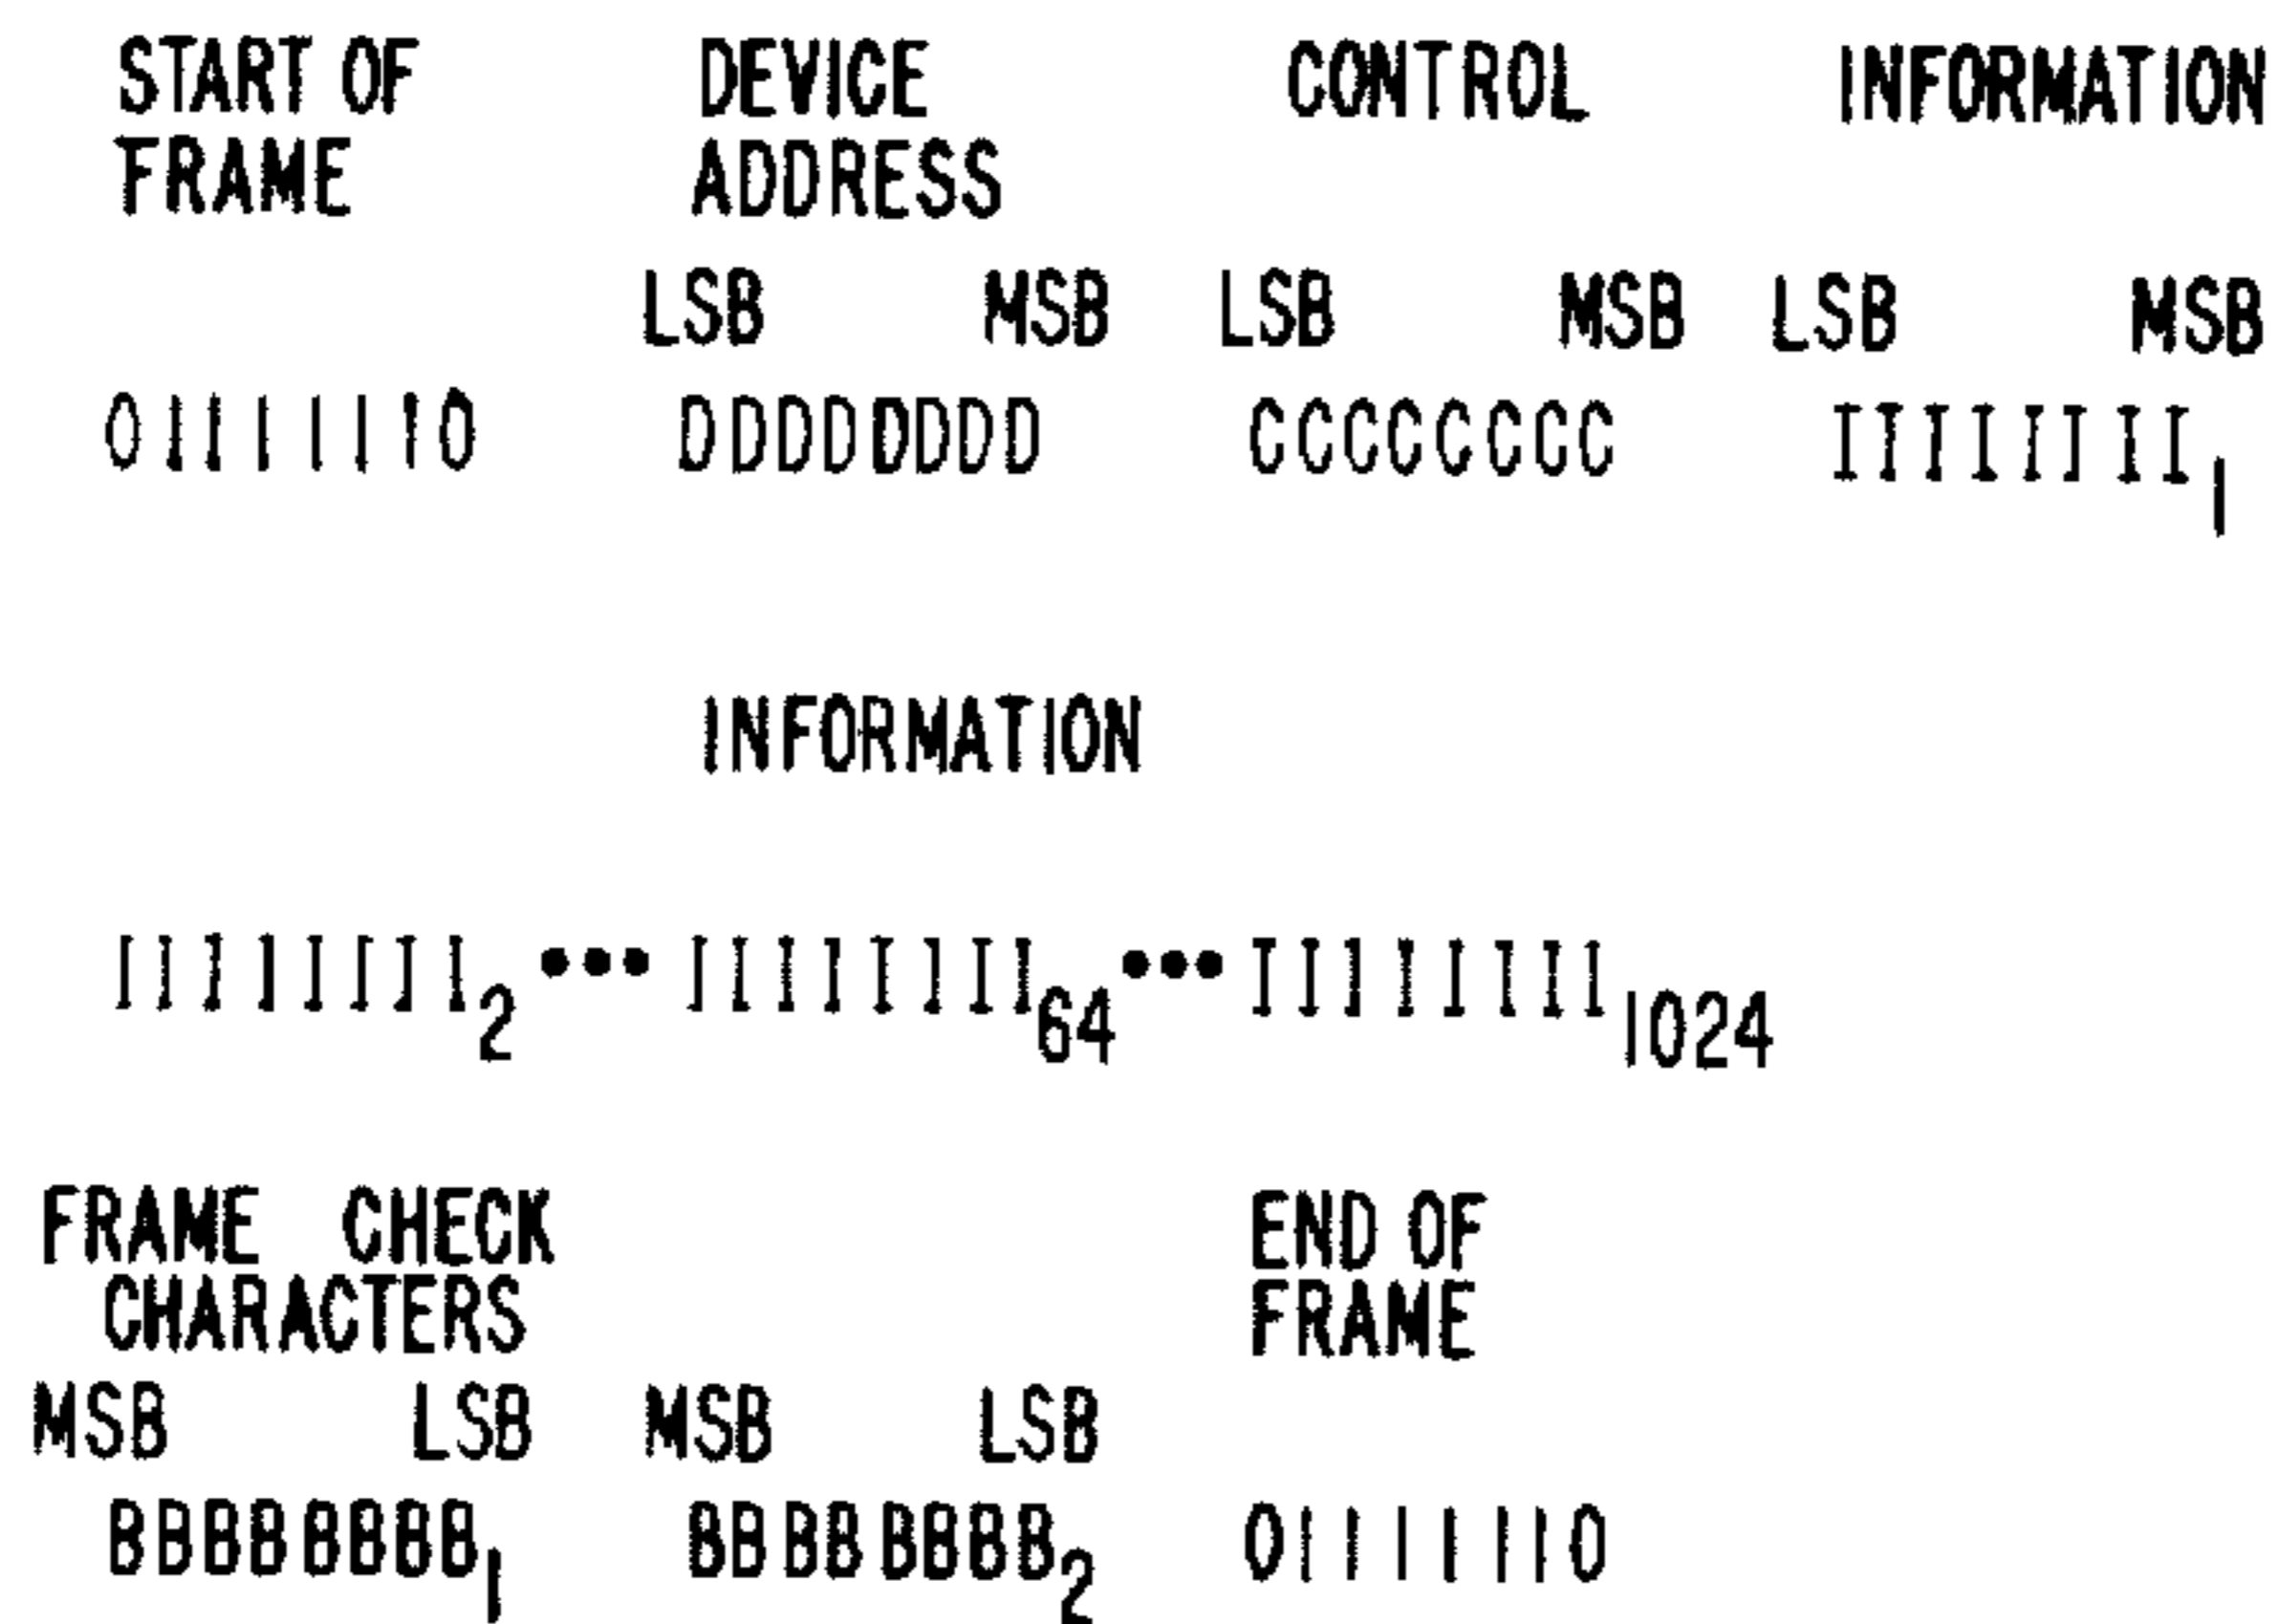 START OF DEVICE CONTROL INFORMATION
FRAME ADDRESS
LSB MSB LSB MSB LSB MSB
01111110 DDDDDDDD CCCCCCCC IIIIIIII1
INFORMATION
IIIIIIII2 ••• IIIIIIII64 ••• IIIIIIII1024
FRAME CHECK END OF
CHARACTERS FRAME
MSB LSB MSB LSB
BBBBBBBB1 BBBBBBBB2 01111110